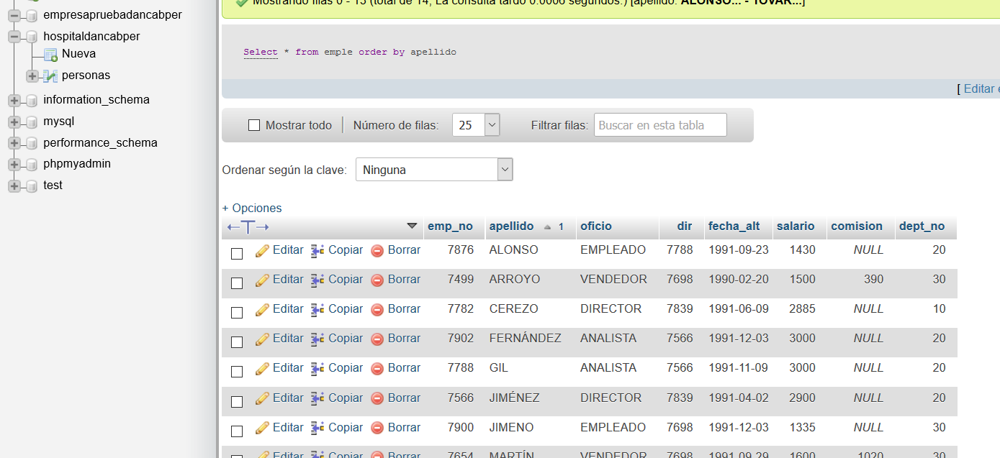 empresapruebadancabper
hospitaldancabper
Nueva
personas
information_schema
mysql
performance_schema
phpmyadmin
test
Mostrando filas 0 - 13 (total de 14, La consulta tardó 0.0006 segundos.) [apellido: ALONSO... - TOVAR...]
Select * from emple order by apellido
[ Editar
Mostrar todo Número de filas: 25 Filtrar filas: Buscar en esta tabla
Ordenar según la clave: Ninguna
+ Opciones
←T→ emp_no apellido 1 oficio dir fecha_alt salario comision dept_no
Editar Copiar Borrar 7876 ALONSO EMPLEADO 7788 1991-09-23 1430 NULL 20
Editar Copiar Borrar 7499 ARROYO VENDEDOR 7698 1990-02-20 1500 390 30
Editar Copiar Borrar 7782 CEREZO DIRECTOR 7839 1991-06-09 2885 NULL 10
Editar Copiar Borrar 7902 FERNÁNDEZ ANALISTA 7566 1991-12-03 3000 NULL 20
Editar Copiar Borrar 7788 GIL ANALISTA 7566 1991-11-09 3000 NULL 20
Editar Copiar Borrar 7566 JIMÉNEZ DIRECTOR 7839 1991-04-02 2900 NULL 20
Editar Copiar Borrar 7900 JIMENO EMPLEADO 7698 1991-12-03 1335 NULL 30
Editar Copiar Borrar 7654 MARTÍN VENDEDOR 7698 1991-09-29 1600 1020 30